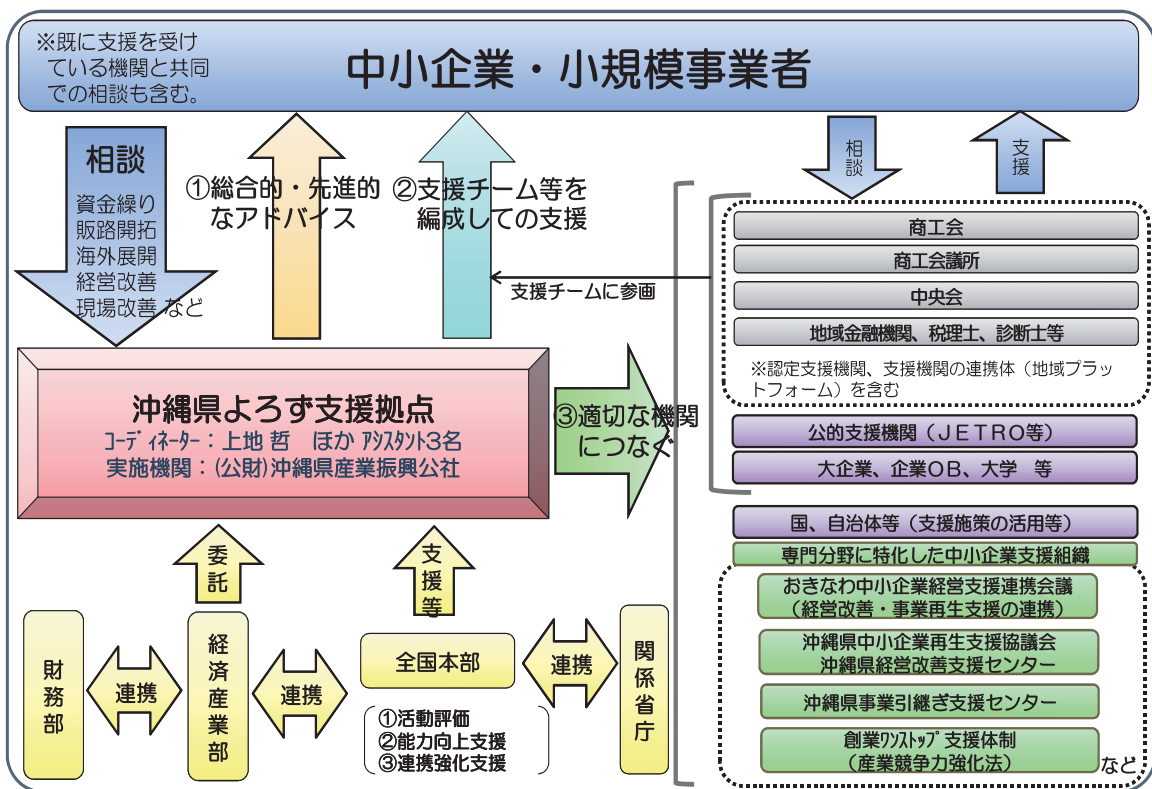 ※既に支援を受け
ている機関と共同
での相談も含む。
中小企業・小規模事業者
相談
資金繰り
販路開拓
海外展開
経営改善
現場改善 など
①総合的・先進的
なアドバイス
②支援チーム等を
編成しての支援
支援チームに参画
相談
支援
商工会
商工会議所
中央会
地域金融機関、税理士、診断士等
※認定支援機関、支援機関の連携体（地域プラッ
トフォーム）を含む
公的支援機関（ＪＥＴＲＯ等）
大企業、企業ＯＢ、大学　等
沖縄県よろず支援拠点
ｺｰﾃﾞｨﾈｰﾀｰ：上地 哲　ほか ｱｼｽﾀﾝﾄ3名
実施機関：(公財)沖縄県産業振興公社
③適切な機関
につなぐ
国、自治体等（支援施策の活用等）
専門分野に特化した中小企業支援組織
おきなわ中小企業経営支援連携会議
（経営改善・事業再生支援の連携）
沖縄県中小企業再生支援協議会
沖縄県経営改善支援センター
沖縄県事業引継ぎ支援センター
創業ﾜﾝｽﾄｯﾌﾟ支援体制
（産業競争力強化法）
など
委託
支援等
財務部
連携
経済産業部
連携
全国本部
連携
関係省庁
①活動評価
②能力向上支援
③連携強化支援